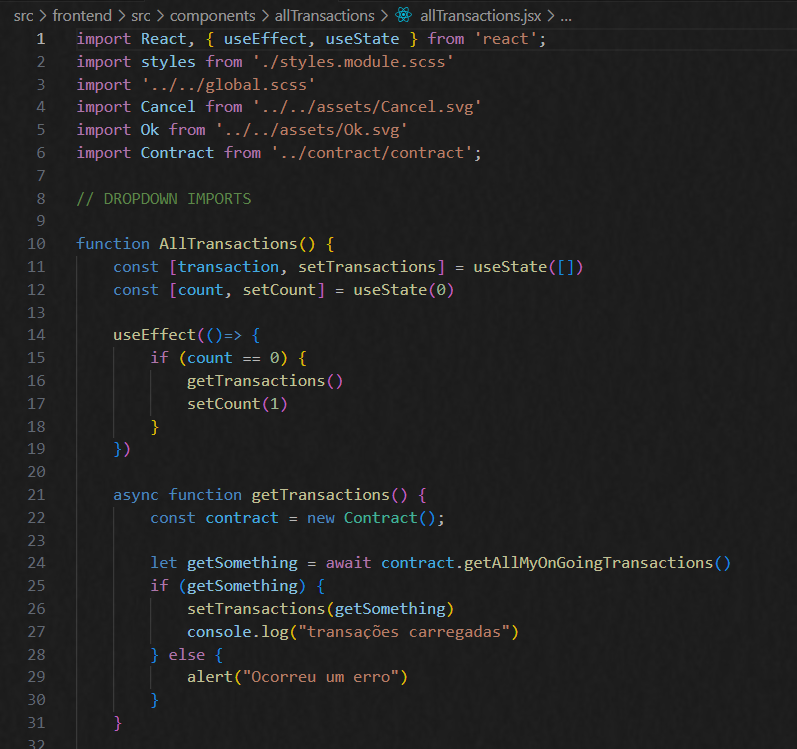 src > frontend > src > components > allTransactions > allTransactions.jsx > ...
1 import React, { useEffect, useState } from 'react';
2 import styles from './styles.module.scss'
3 import '../../global.scss'
4 import Cancel from '../../assets/Cancel.svg'
5 import Ok from '../../assets/Ok.svg'
6 import Contract from '../contract/contract';
7
8 // DROPDOWN IMPORTS
9
10 function AllTransactions() {
11 const [transaction, setTransactions] = useState([])
12 const [count, setCount] = useState(0)
13
14 useEffect(()=> {
15 if (count == 0) {
16 getTransactions()
17 setCount(1)
18 }
19 })
20
21 async function getTransactions() {
22 const contract = new Contract();
23
24 let getSomething = await contract.getAllMyOnGoingTransactions()
25 if (getSomething) {
26 setTransactions(getSomething)
27 console.log("transações carregadas")
28 } else {
29 alert("Ocorreu um erro")
30 }
31 }
32